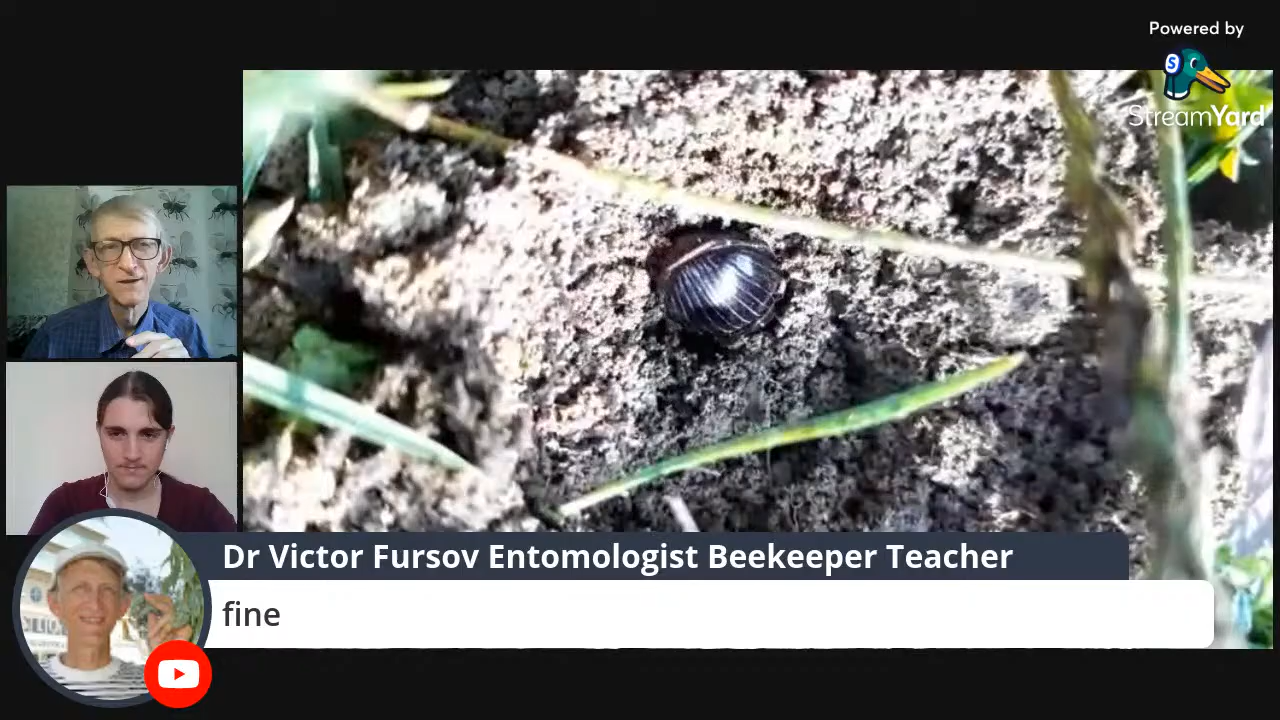 Powered by
StreamYard
Dr Victor Fursov Entomologist Beekeeper Teacher
fine